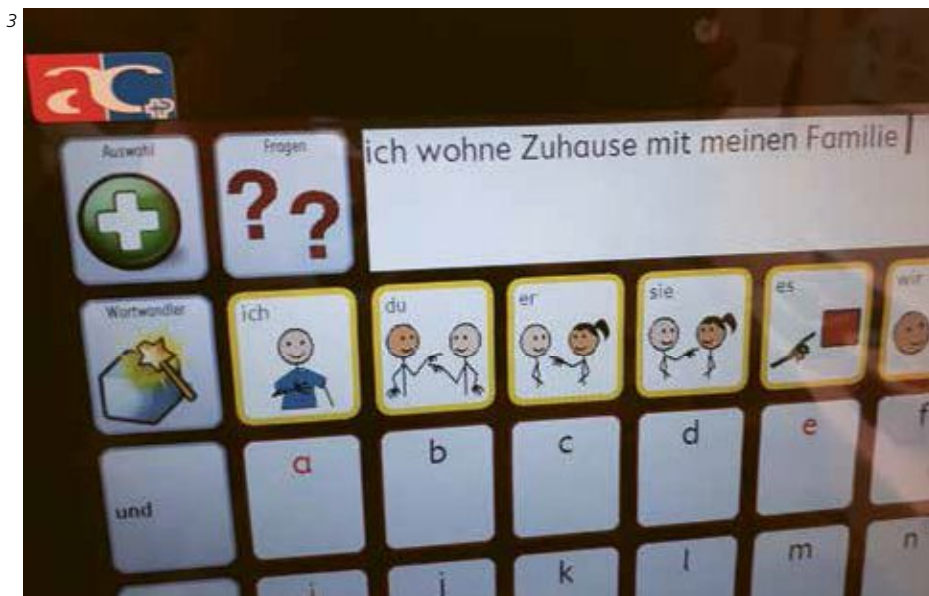 3
ac
Auswahl
Fragen
??
ich wohne Zuhause mit meinen Familie
Wortwandler
ich
du
er
sie
es
wir
und
a
b
c
d
e
f
i
j
k
l
m
n